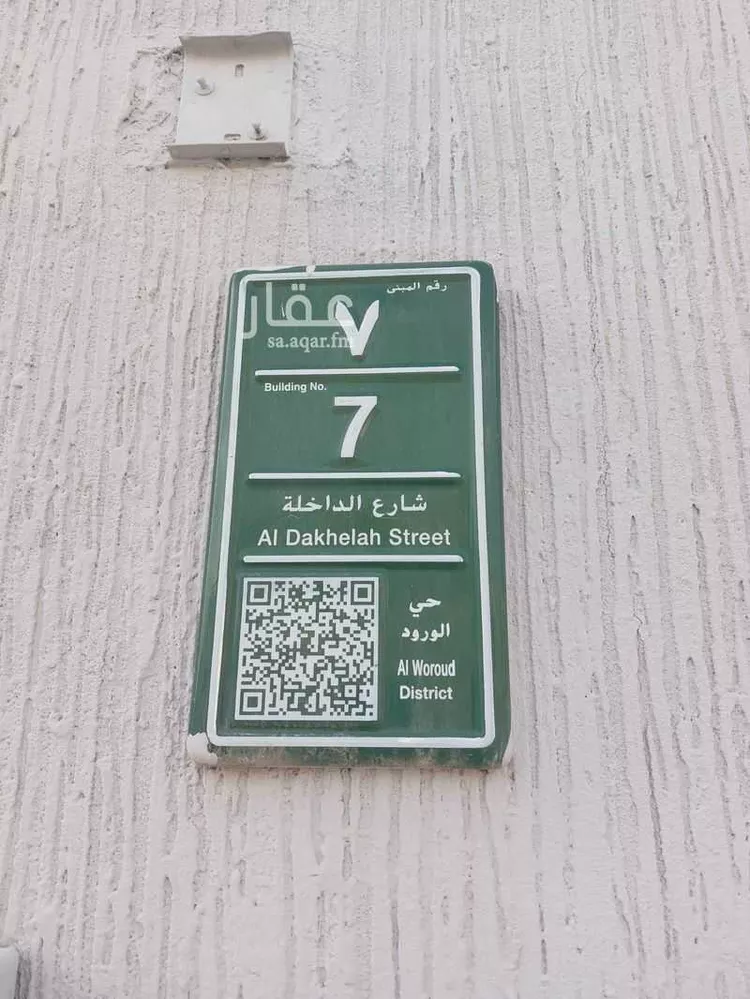 رقم المبنى
٧
عقار
sa.aqar.fm
Building No.
7
شارع الداخلة
Al Dakhelah Street
حي
الورود
Al Woroud
District